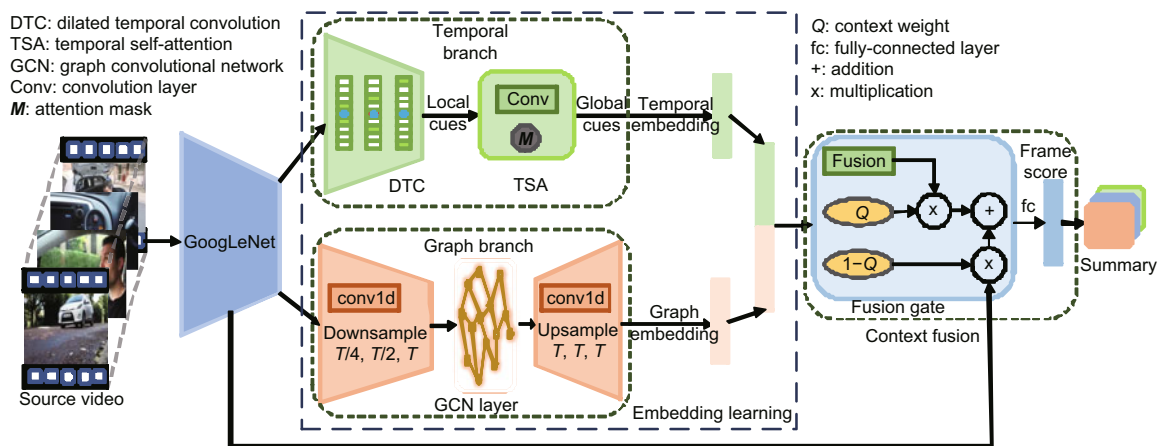 DTC: dilated temporal convolution
TSA: temporal self-attention
GCN: graph convolutional network
Conv: convolution layer
M: attention mask
Source video
GoogLeNet
Temporal
branch
DTC
Local
cues
Conv
M
TSA
Global
cues
Temporal
embedding
Graph branch
conv1d
Downsample
T/4, T/2, T
GCN layer
conv1d
Upsample
T, T, T
Graph
embedding
Embedding learning
Q: context weight
fc: fully-connected layer
+: addition
x: multiplication
Fusion
Q
x
+
1−Q
x
Fusion gate
Context fusion
fc
Frame
score
Summary